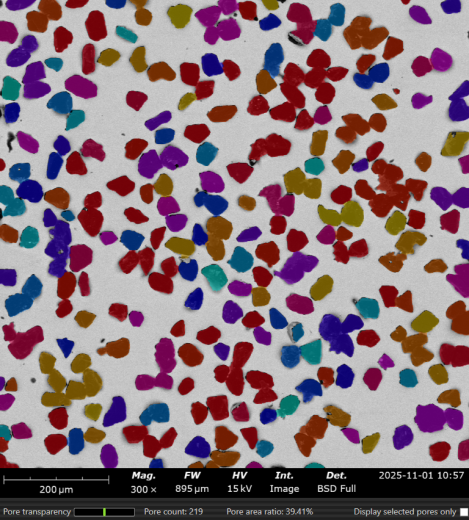 Mag. FW HV Int. Det. 2025-11-01 10:57
200 µm 300 × 895 µm 15 kV Image BSD Full
Pore transparency Pore count: 219 Pore area ratio: 39.41% Display selected pores only